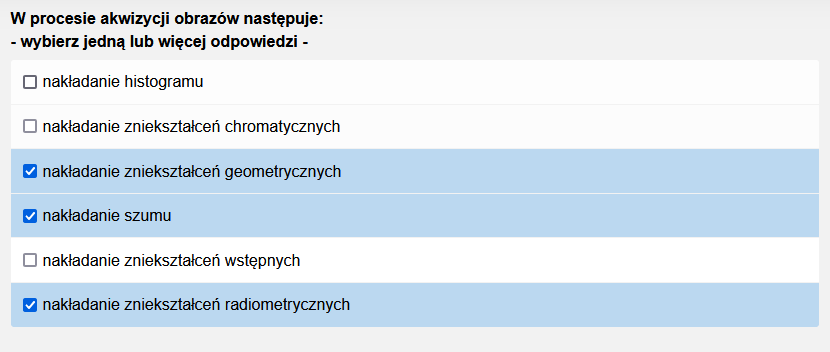 W procesie akwizycji obrazów następuje:
- wybierz jedną lub więcej odpowiedzi -
nakładanie histogramu
nakładanie zniekształceń chromatycznych
nakładanie zniekształceń geometrycznych
nakładanie szumu
nakładanie zniekształceń wstępnych
nakładanie zniekształceń radiometrycznych